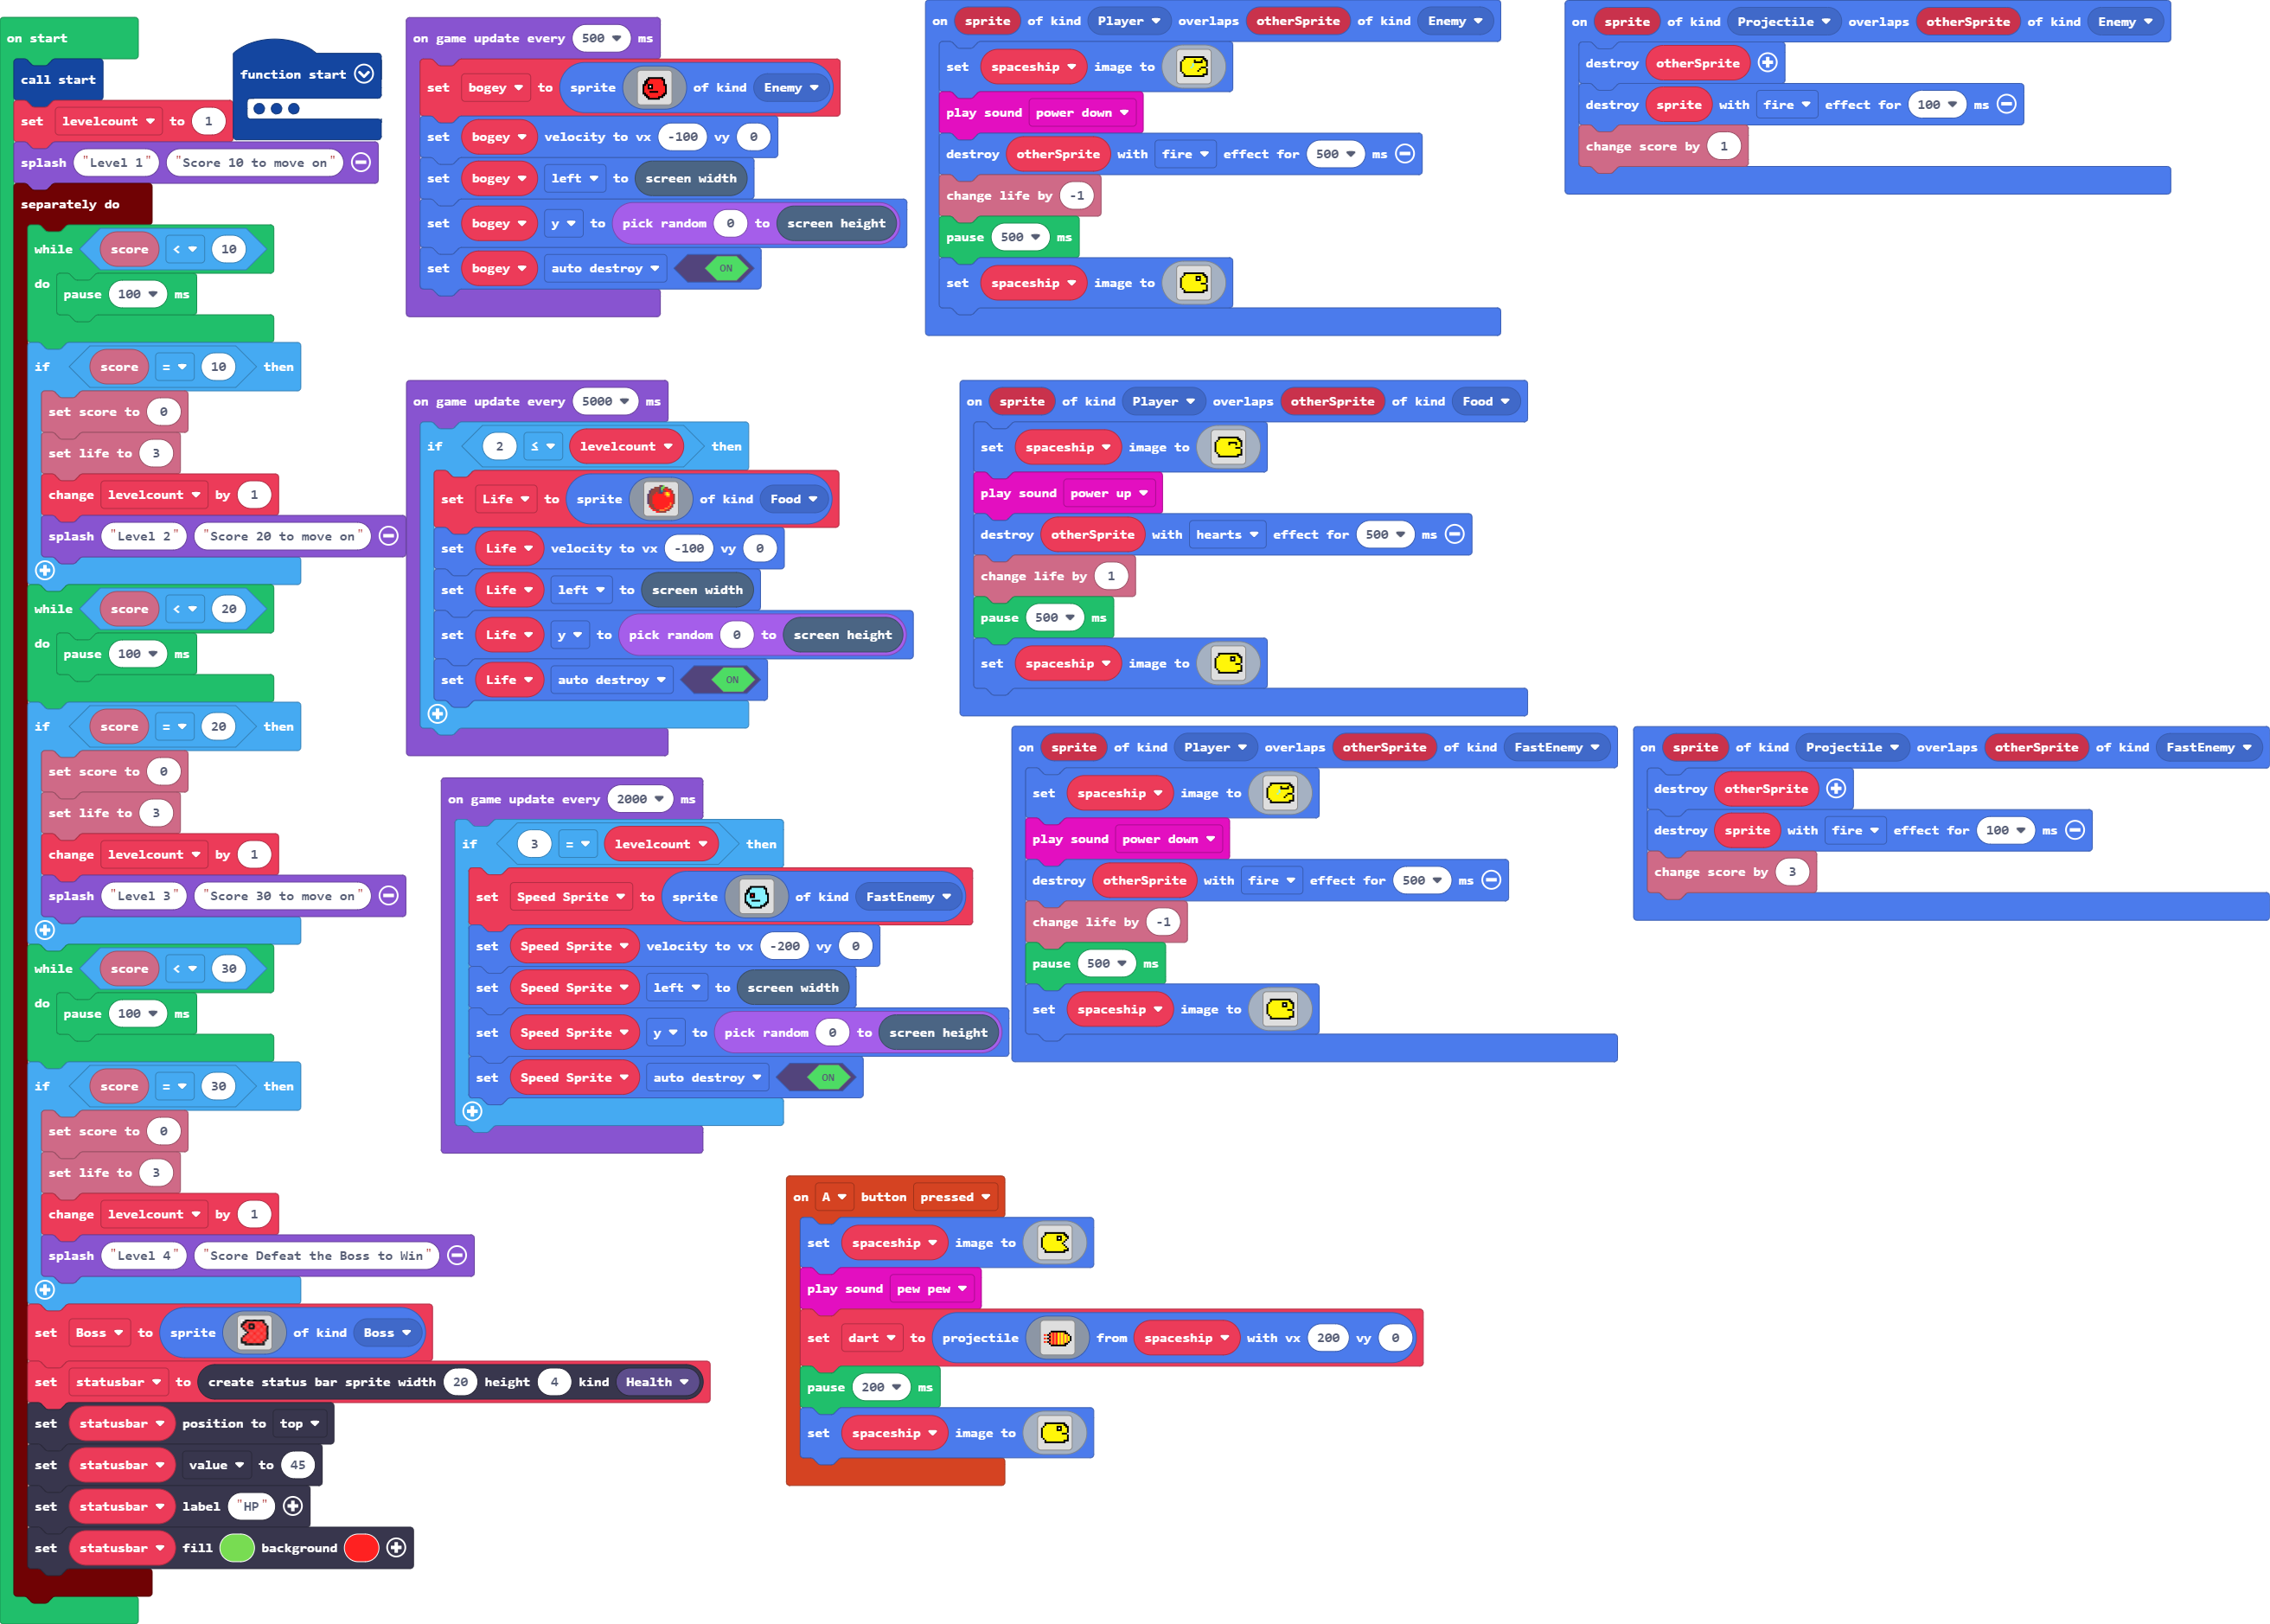 on start
call start
function start
set levelcount to 1
splash "Level 1" "Score 10 to move on"
separately do
while score < 10
do pause 100 ms
if score = 10 then
set score to 0
set life to 3
change levelcount by 1
splash "Level 2" "Score 20 to move on"
while score < 20
do pause 100 ms
if score = 20 then
set score to 0
set life to 3
change levelcount by 1
splash "Level 3" "Score 30 to move on"
while score < 30
do pause 100 ms
if score = 30 then
set score to 0
set life to 3
change levelcount by 1
splash "Level 4" "Score Defeat the Boss to Win"
set Boss to sprite of kind Boss
set statusbar to create status bar sprite width 20 height 4 kind Health
set statusbar position to top
set statusbar value to 45
set statusbar label "HP"
set statusbar fill background
on game update every 500 ms
set bogey to sprite of kind Enemy
set bogey velocity to vx -100 vy 0
set bogey left to screen width
set bogey y to pick random 0 to screen height
set bogey auto destroy ON
on game update every 5000 ms
if 2 ≤ levelcount then
set Life to sprite of kind Food
set Life velocity to vx -100 vy 0
set Life left to screen width
set Life y to pick random 0 to screen height
set Life auto destroy ON
on game update every 2000 ms
if 3 = levelcount then
set Speed Sprite to sprite of kind FastEnemy
set Speed Sprite velocity to vx -200 vy 0
set Speed Sprite left to screen width
set Speed Sprite y to pick random 0 to screen height
set Speed Sprite auto destroy ON
on sprite of kind Player overlaps otherSprite of kind Enemy
set spaceship image to
play sound power down
destroy otherSprite with fire effect for 500 ms
change life by -1
pause 500 ms
set spaceship image to
on sprite of kind Projectile overlaps otherSprite of kind Enemy
destroy otherSprite
destroy sprite with fire effect for 100 ms
change score by 1
on sprite of kind Player overlaps otherSprite of kind Food
set spaceship image to
play sound power up
destroy otherSprite with hearts effect for 500 ms
change life by 1
pause 500 ms
set spaceship image to
on sprite of kind Player overlaps otherSprite of kind FastEnemy
set spaceship image to
play sound power down
destroy otherSprite with fire effect for 500 ms
change life by -1
pause 500 ms
set spaceship image to
on sprite of kind Projectile overlaps otherSprite of kind FastEnemy
destroy otherSprite
destroy sprite with fire effect for 100 ms
change score by 3
on A button pressed
set spaceship image to
play sound pew pew
set dart to projectile from spaceship with vx 200 vy 0
pause 200 ms
set spaceship image to